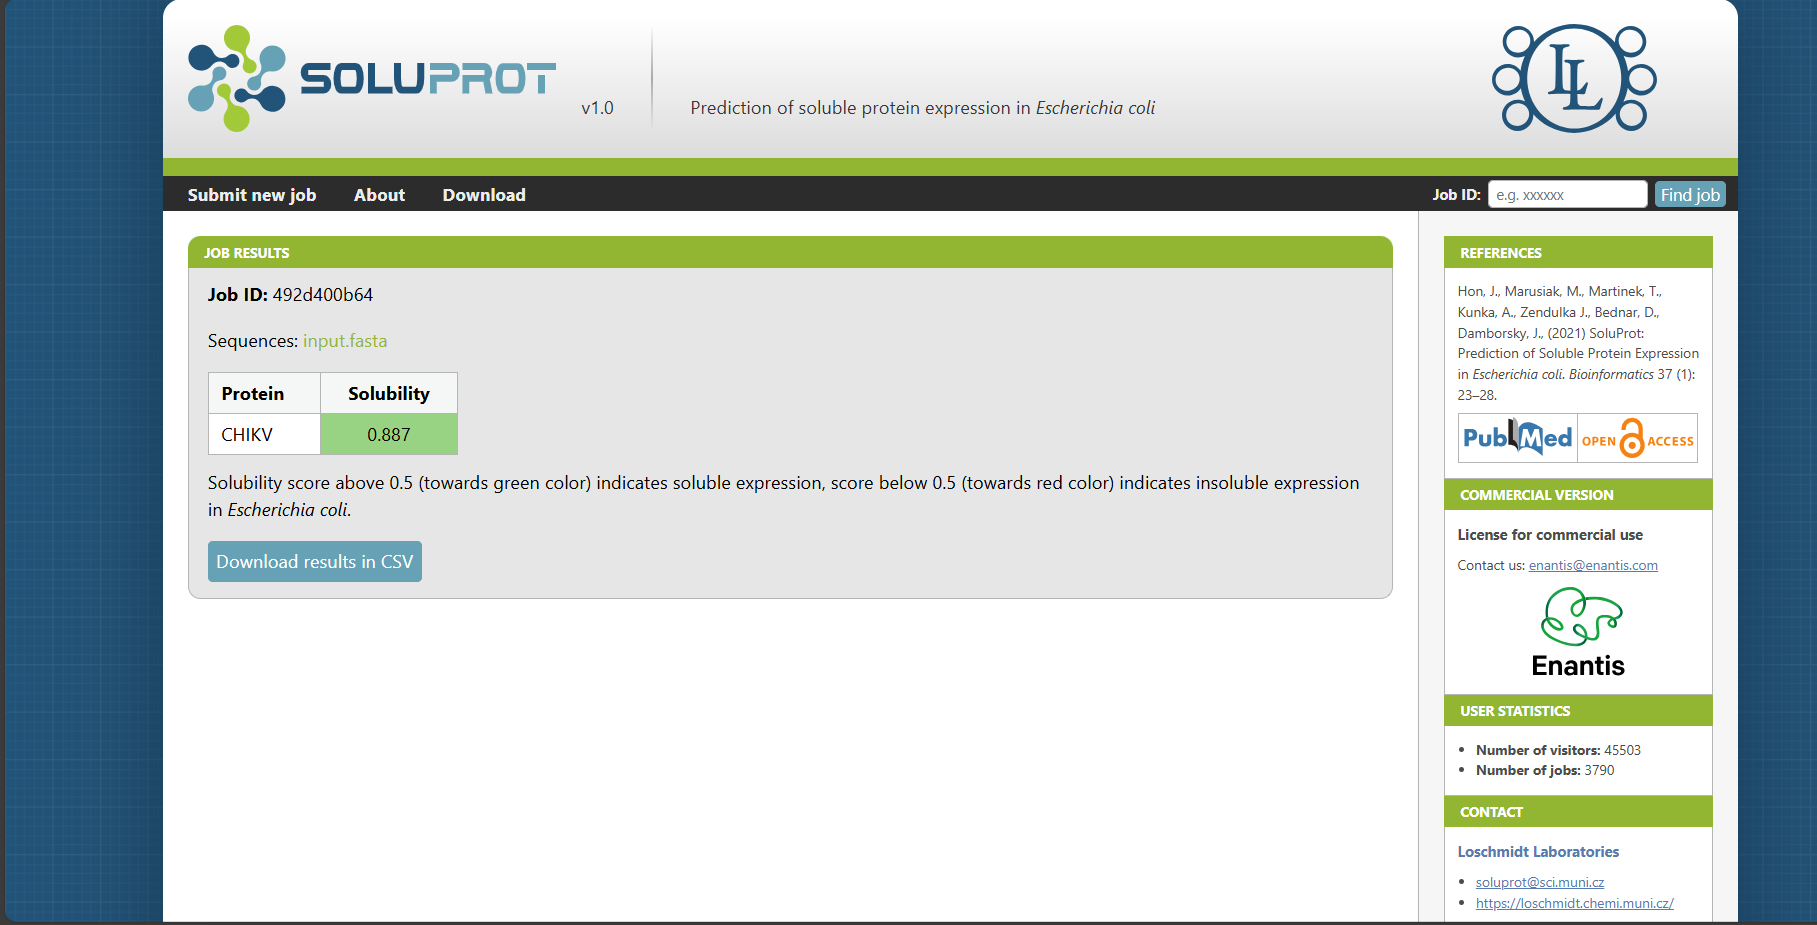 SOLUPROT
v1.0
Prediction of soluble protein expression in Escherichia coli
LL
Submit new job
About
Download
Job ID:
e.g. xxxxxx
Find job
JOB RESULTS
Job ID: 492d400b64
Sequences: input.fasta
Protein Solubility
CHIKV 0.887
Solubility score above 0.5 (towards green color) indicates soluble expression, score below 0.5 (towards red color) indicates insoluble expression
in Escherichia coli.
Download results in CSV
REFERENCES
Hon, J., Marusiak, M., Martinek, T.,
Kunka, A., Zendulka J., Bednar, D.,
Damborsky, J., (2021) SoluProt:
Prediction of Soluble Protein Expression
in Escherichia coli. Bioinformatics 37 (1):
23–28.
PubMed
OPEN ACCESS
COMMERCIAL VERSION
License for commercial use
Contact us: enantis@enantis.com
Enantis
USER STATISTICS
• Number of visitors: 45503
• Number of jobs: 3790
CONTACT
Loschmidt Laboratories
• soluprot@sci.muni.cz
• https://loschmidt.chemi.muni.cz/